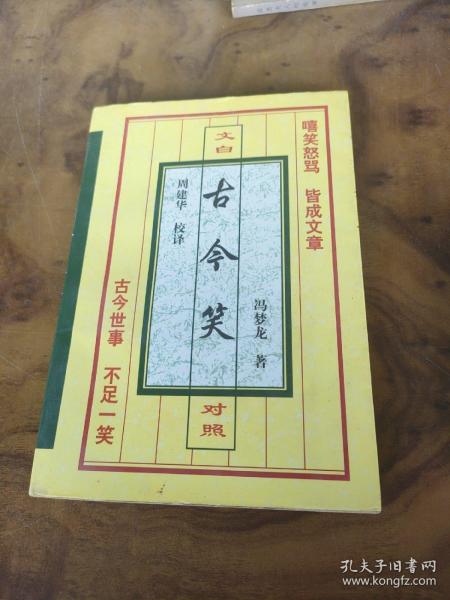 嘻笑怒骂 皆成文章
文白
古今笑
对照
冯梦龙 著
周建华 校译
古今世事 不足一笑
孔夫子旧书网
www.kongfz.com